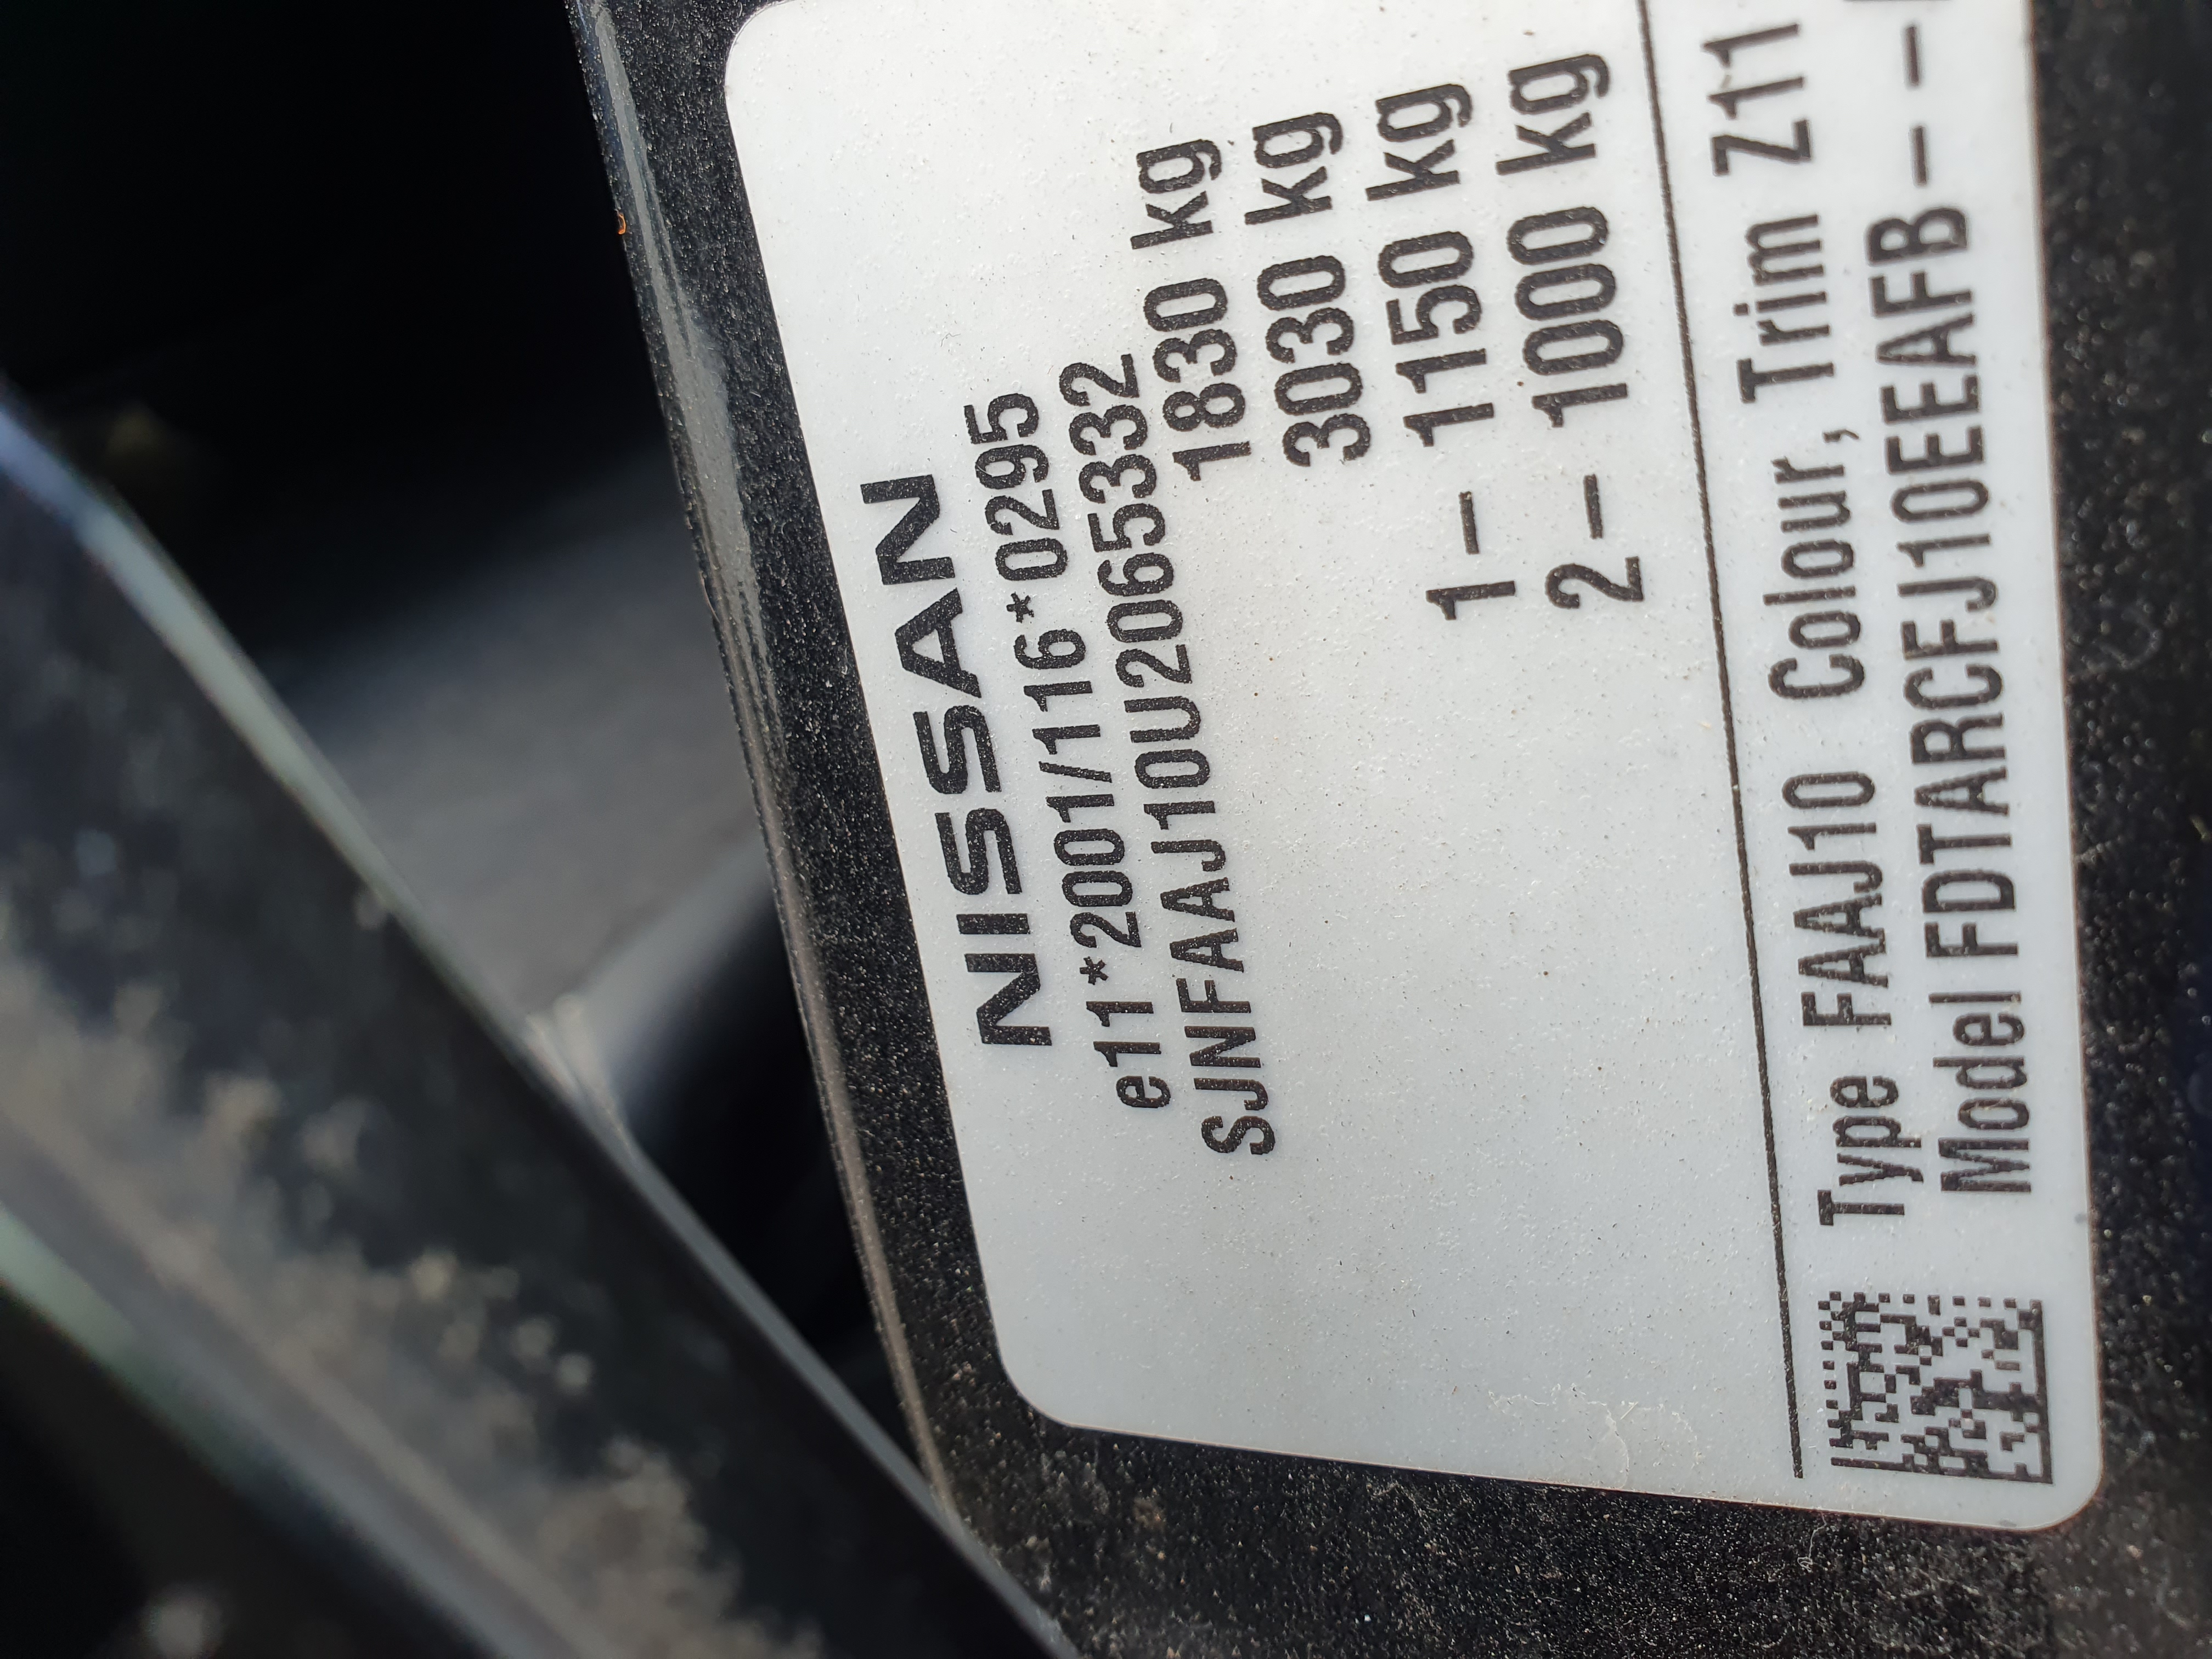 NISSAN
e11*2001/116*0295
SJNFAAJ10U2065332
1830 kg
3030 kg
1- 1150 kg
2- 1000 kg
Type FAAJ10 Colour, Trim Z11
Model FDTARCFJ10EEAFB--